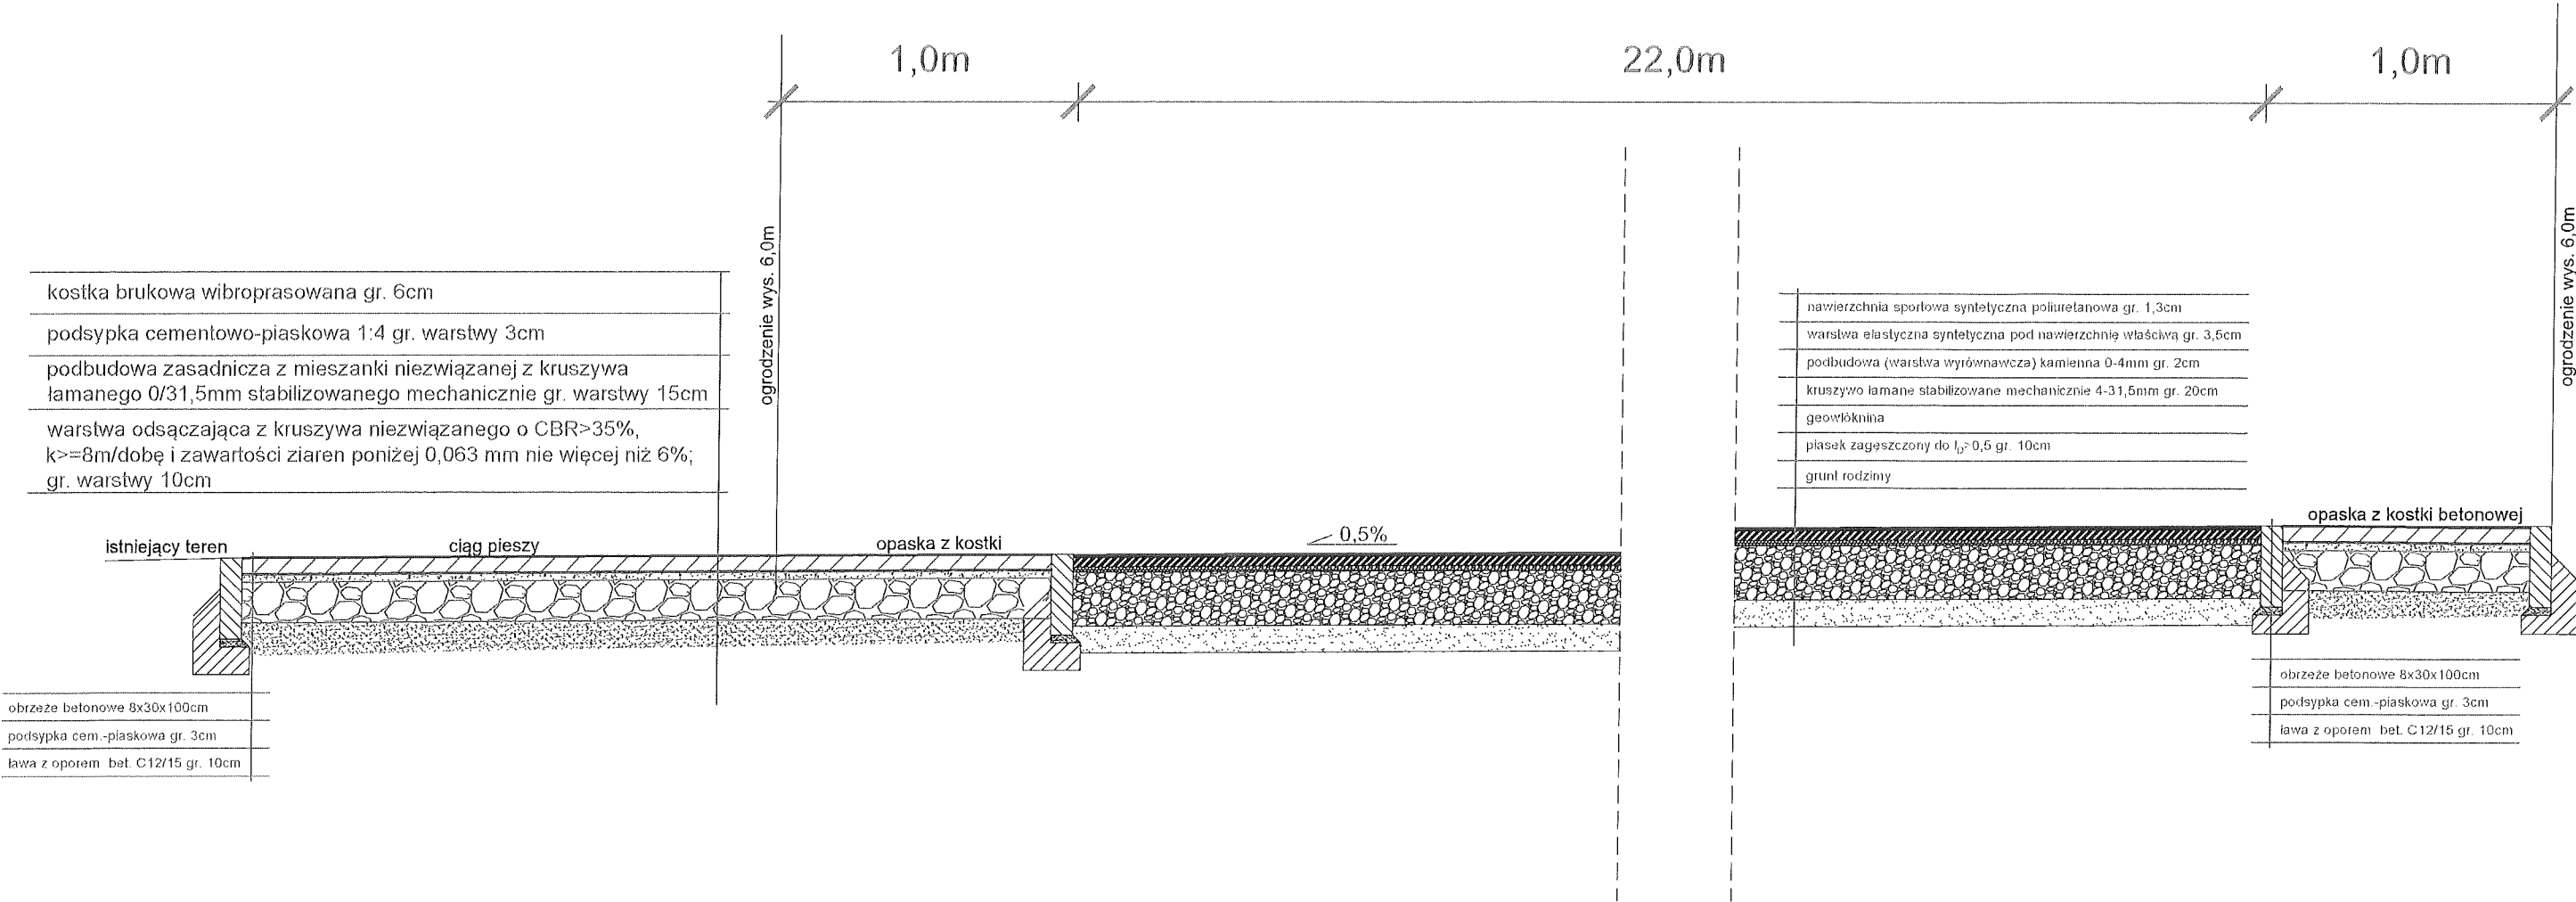 1,0m
22,0m
1,0m
ogrodzenie wys. 6,0m
ogrodzenie wys. 6,0m
kostka brukowa wibroprasowana gr. 6cm
podsypka cementowo-piaskowa 1:4 gr. warstwy 3cm
podbudowa zasadnicza z mieszanki niezwiązanej z kruszywa
łamanego 0/31,5mm stabilizowanego mechanicznie gr. warstwy 15cm
warstwa odsączająca z kruszywa niezwiązanego o CBR>35%,
k>=8m/dobę i zawartości ziaren poniżej 0,063 mm nie więcej niż 6%;
gr. warstwy 10cm
nawierzchnia sportowa syntetyczna poliuretanowa gr. 1,3cm
warstwa elastyczna syntetyczna pod nawierzchnię właściwą gr. 3,5cm
podbudowa (warstwa wyrównawcza) kamienna 0-4mm gr. 2cm
kruszywo łamane stabilizowane mechanicznie 4-31,5mm gr. 20cm
geowłóknina
piasek zagęszczony do I_D>0,5 gr. 10cm
grunt rodzimy
istniejący teren
ciąg pieszy
opaska z kostki
0,5%
opaska z kostki betonowej
obrzeże betonowe 8x30x100cm
podsypka cem.-piaskowa gr. 3cm
ława z oporem bet. C12/15 gr. 10cm
obrzeże betonowe 8x30x100cm
podsypka cem.-piaskowa gr. 3cm
ława z oporem bet. C12/15 gr. 10cm